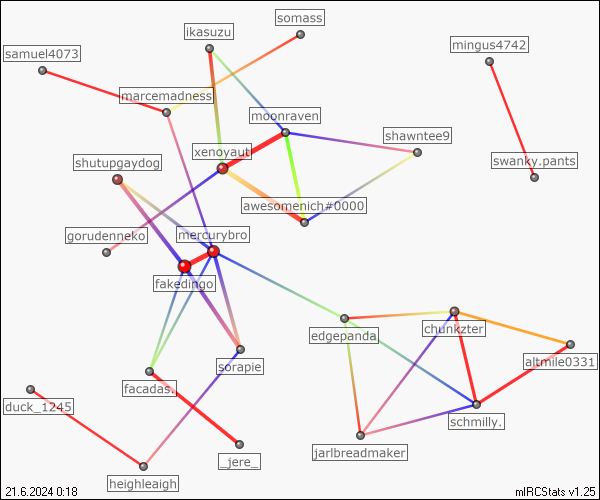 somass
ikasuzu
mingus4742
samuel4073
marcemadness
moonraven
shawntee9
xenoyaut
shutupgaydog
swanky.pants
awesomenich#0000
gorudenneko
mercurybro
fakedingo
edgepanda
chunkzter
altmile0331
sorapie
facadas.
duck_1245
schmilly.
jarlbreadmaker
_jere_
heighleaigh
21.6.2024 0:18
mIRCStats v1.25